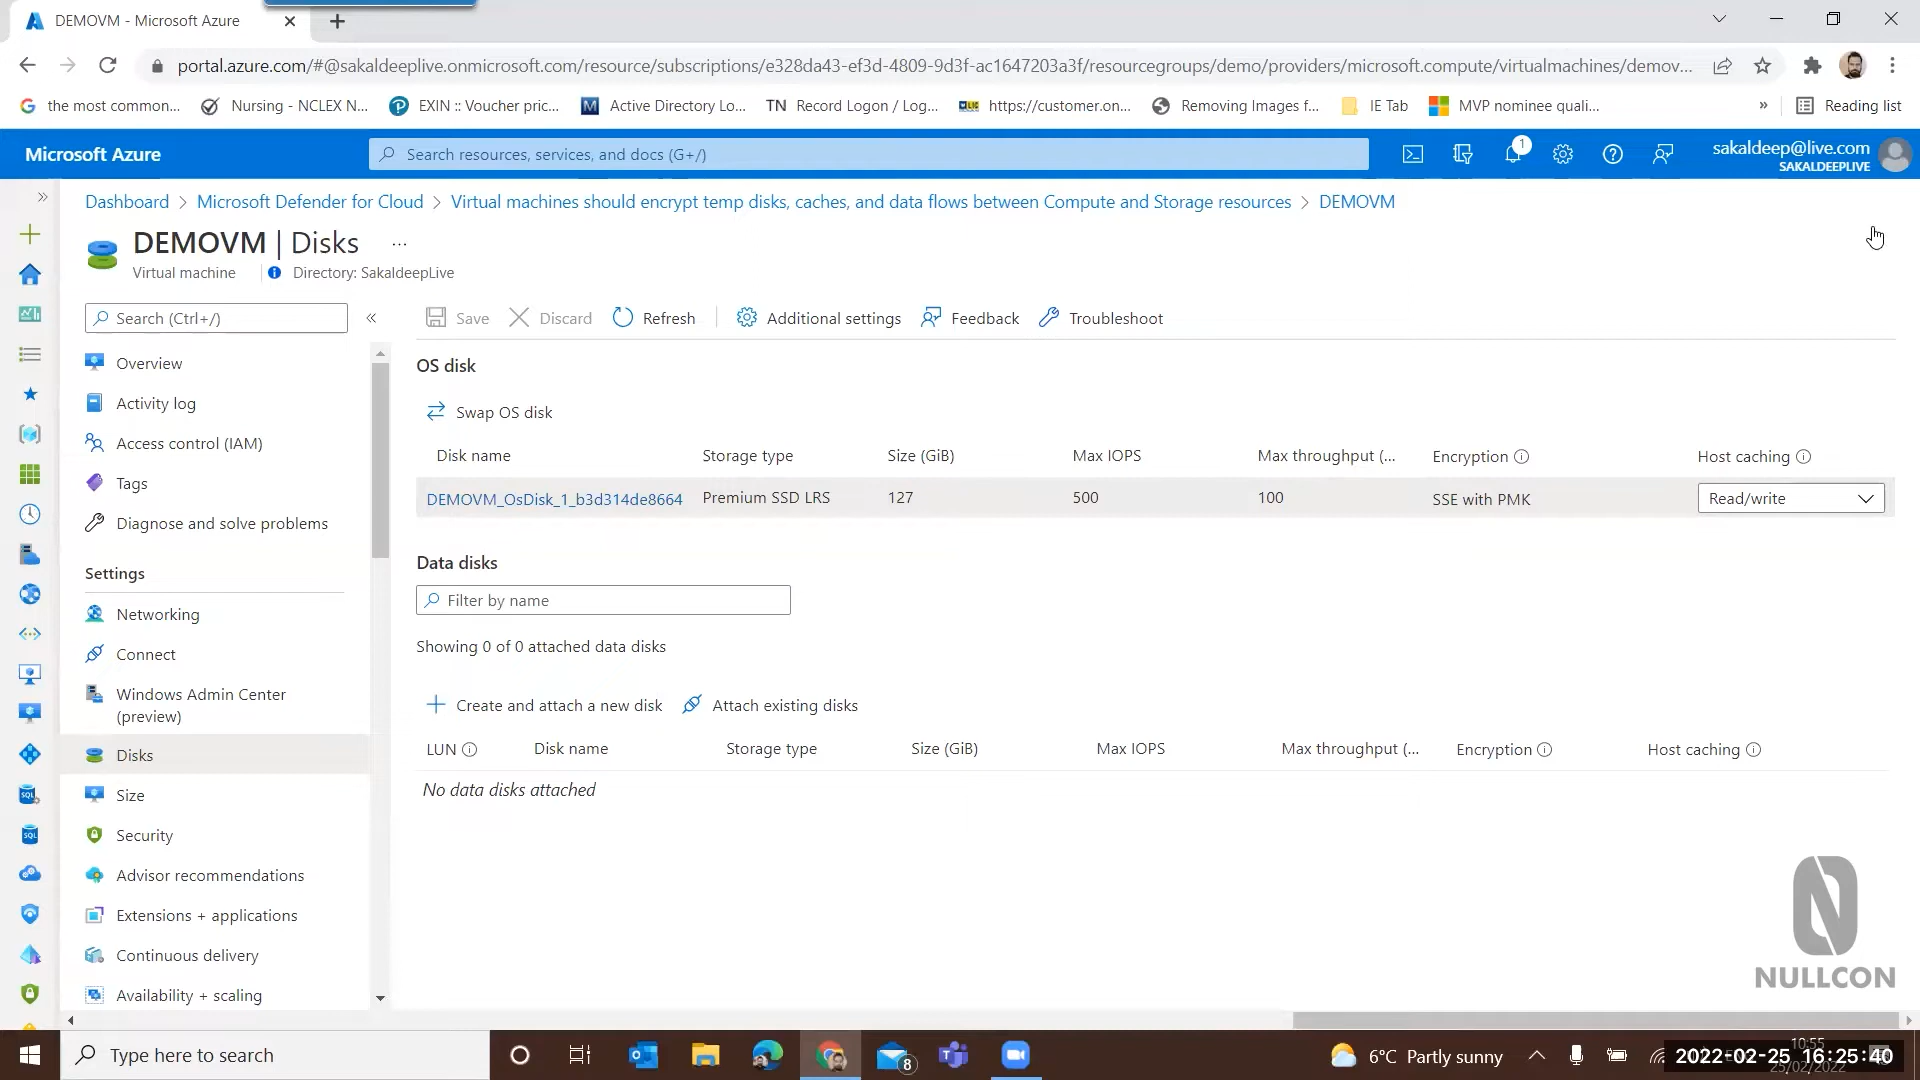 DEMOVM - Microsoft Azure
portal.azure.com/#@sakaldeeplive.onmicrosoft.com/resource/subscriptions/e328da43-ef3d-4809-9d3f-ac1647203a3f/resourcegroups/demo/providers/microsoft.compute/virtualmachines/demov...
the most common... Nursing - NCLEX N... EXIN :: Voucher pric... Active Directory Lo... TN Record Logon / Log... https://customer.on... Removing Images f... IE Tab MVP nominee quali... » Reading list
Microsoft Azure
Search resources, services, and docs (G+/)
1
sakaldeep@live.com
SAKALDEEPLIVE
Dashboard > Microsoft Defender for Cloud > Virtual machines should encrypt temp disks, caches, and data flows between Compute and Storage resources > DEMOVM
DEMOVM | Disks ...
Virtual machine
Directory: SakaldeepLive
Search (Ctrl+/)
Overview
Activity log
Access control (IAM)
Tags
Diagnose and solve problems
Settings
Networking
Connect
Windows Admin Center
(preview)
Disks
Size
Security
Advisor recommendations
Extensions + applications
Continuous delivery
Availability + scaling
Save Discard Refresh Additional settings Feedback Troubleshoot
OS disk
Swap OS disk
Disk name Storage type Size (GiB) Max IOPS Max throughput (... Encryption Host caching
DEMOVM_OsDisk_1_b3d314de8664 Premium SSD LRS 127 500 100 SSE with PMK Read/write
Data disks
Filter by name
Showing 0 of 0 attached data disks
Create and attach a new disk Attach existing disks
LUN Disk name Storage type Size (GiB) Max IOPS Max throughput (... Encryption Host caching
No data disks attached
NULLCON
Type here to search
8
6°C Partly sunny
10:55
2022-02-25 16:25:40
25/02/2022